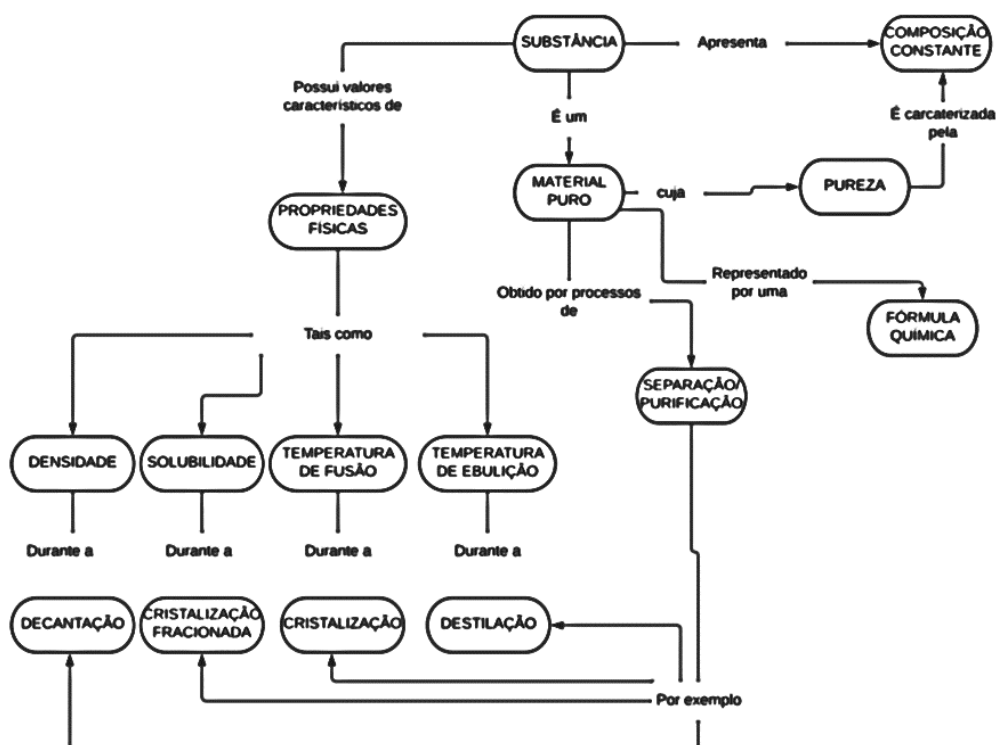 SUBSTÂNCIA
Apresenta
COMPOSIÇÃO
CONSTANTE
Possui valores
característicos de
É um
É carcaterizada
pela
MATERIAL
PURO
cuja
PUREZA
PROPRIEDADES
FÍSICAS
Obtido por processos
de
Representado
por uma
FÓRMULA
QUÍMICA
Tais como
SEPARAÇÃO/
PURIFICAÇÃO
DENSIDADE
SOLUBILIDADE
TEMPERATURA
DE FUSÃO
TEMPERATURA
DE EBULIÇÃO
Durante a
Durante a
Durante a
Durante a
DECANTAÇÃO
CRISTALIZAÇÃO
FRACIONADA
CRISTALIZAÇÃO
DESTILAÇÃO
Por exemplo